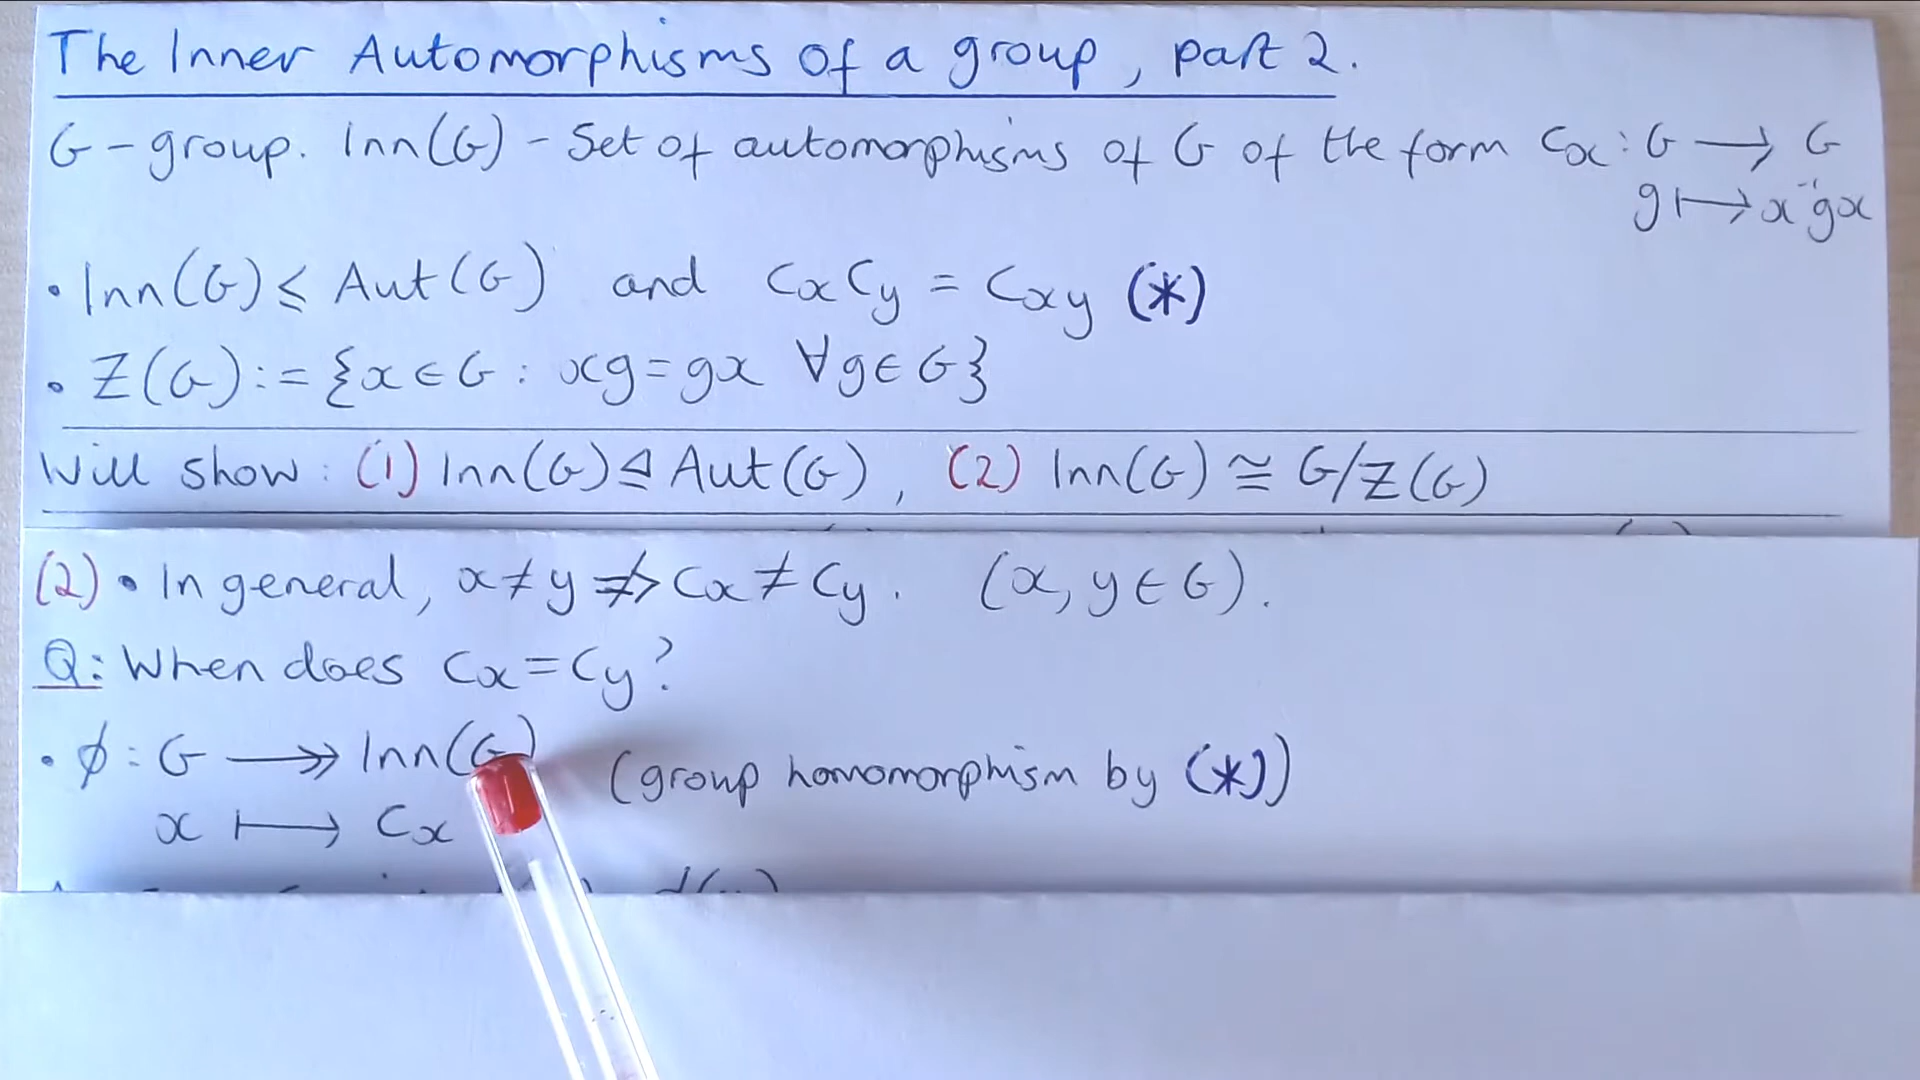 The Inner Automorphisms of a group, part 2.
G - group. Inn(G) - Set of automorphisms of G of the form Cx : G ⟶ G
g ⟼ x⁻¹gx
• Inn(G) ≤ Aut(G) and CxCy = Cxy (*)
• Z(G) := {x ∈ G : xg = gx ∀g ∈ G}
Will show : (1) Inn(G) ⊴ Aut(G), (2) Inn(G) ≅ G/Z(G)
(2) • In general, x ≠ y ⇏ Cx ≠ Cy. (x, y ∈ G).
Q: When does Cx = Cy?
• ϕ : G ↠ Inn(G) (group homomorphism by (*))
x ⟼ Cx